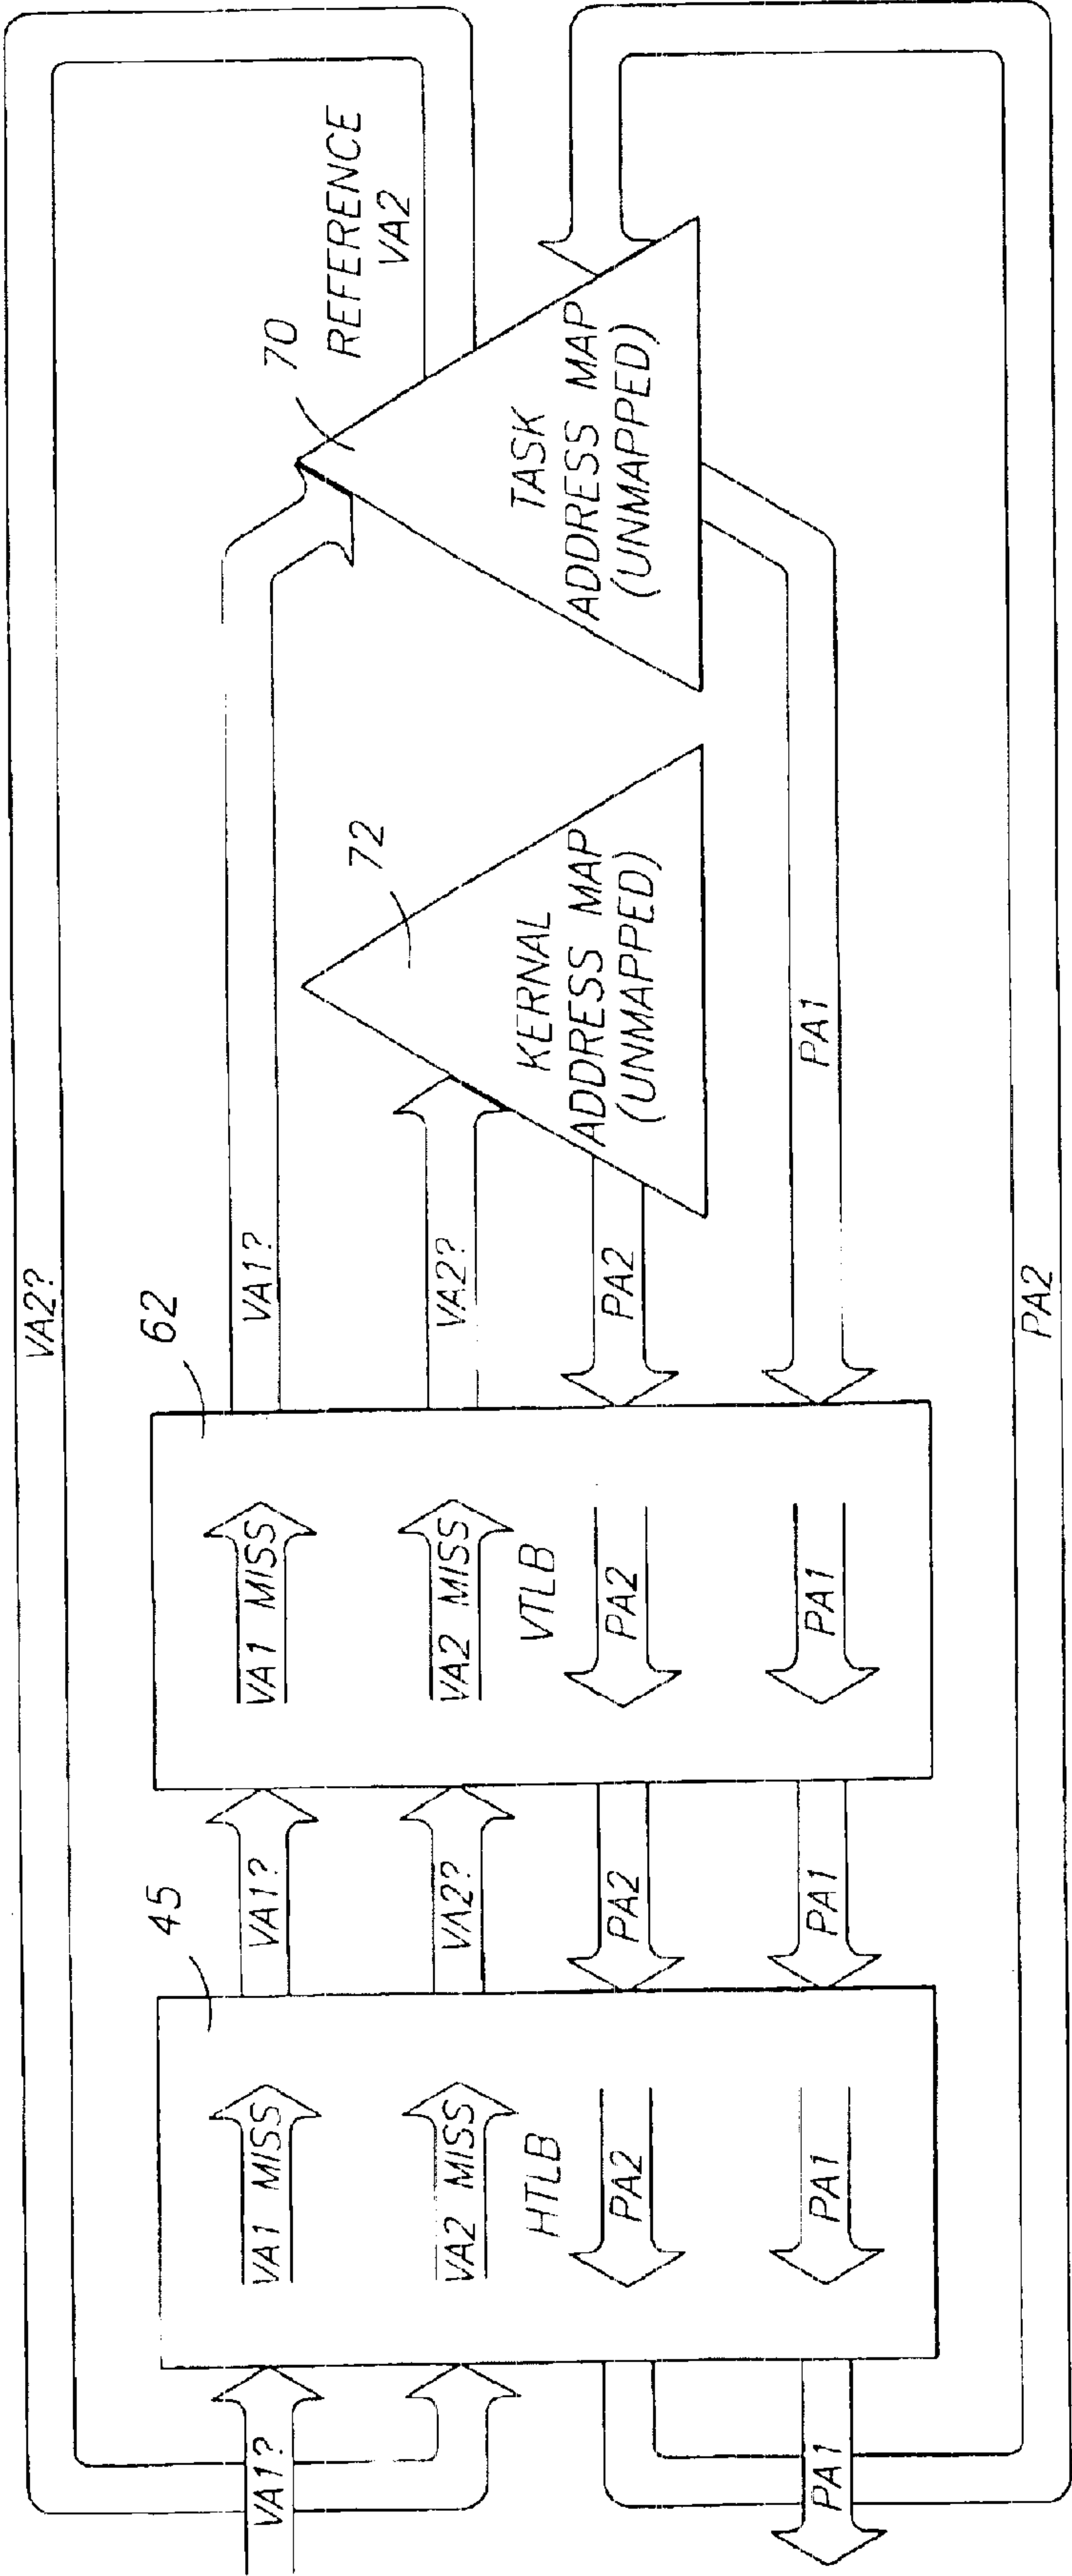 VA2?
VA1?
45
VA1 MISS
VA2 MISS
HTLB
PA2
PA1
PA1
VA1?
VA2?
PA2
PA1
62
VA1 MISS
VA2 MISS
VTLB
PA2
PA1
VA1?
VA2?
PA2
PA1
72
KERNAL
ADDRESS MAP
(UNMAPPED)
70
REFERENCE
VA2
TASK
ADDRESS MAP
(UNMAPPED)
PA2